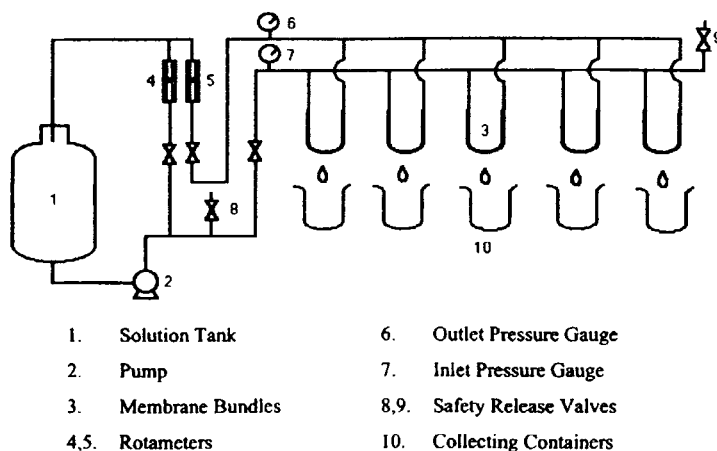 6
9
7
4
5
3
1
8
2
10
1. Solution Tank
2. Pump
3. Membrane Bundles
4,5. Rotameters
6. Outlet Pressure Gauge
7. Inlet Pressure Gauge
8,9. Safety Release Valves
10. Collecting Containers